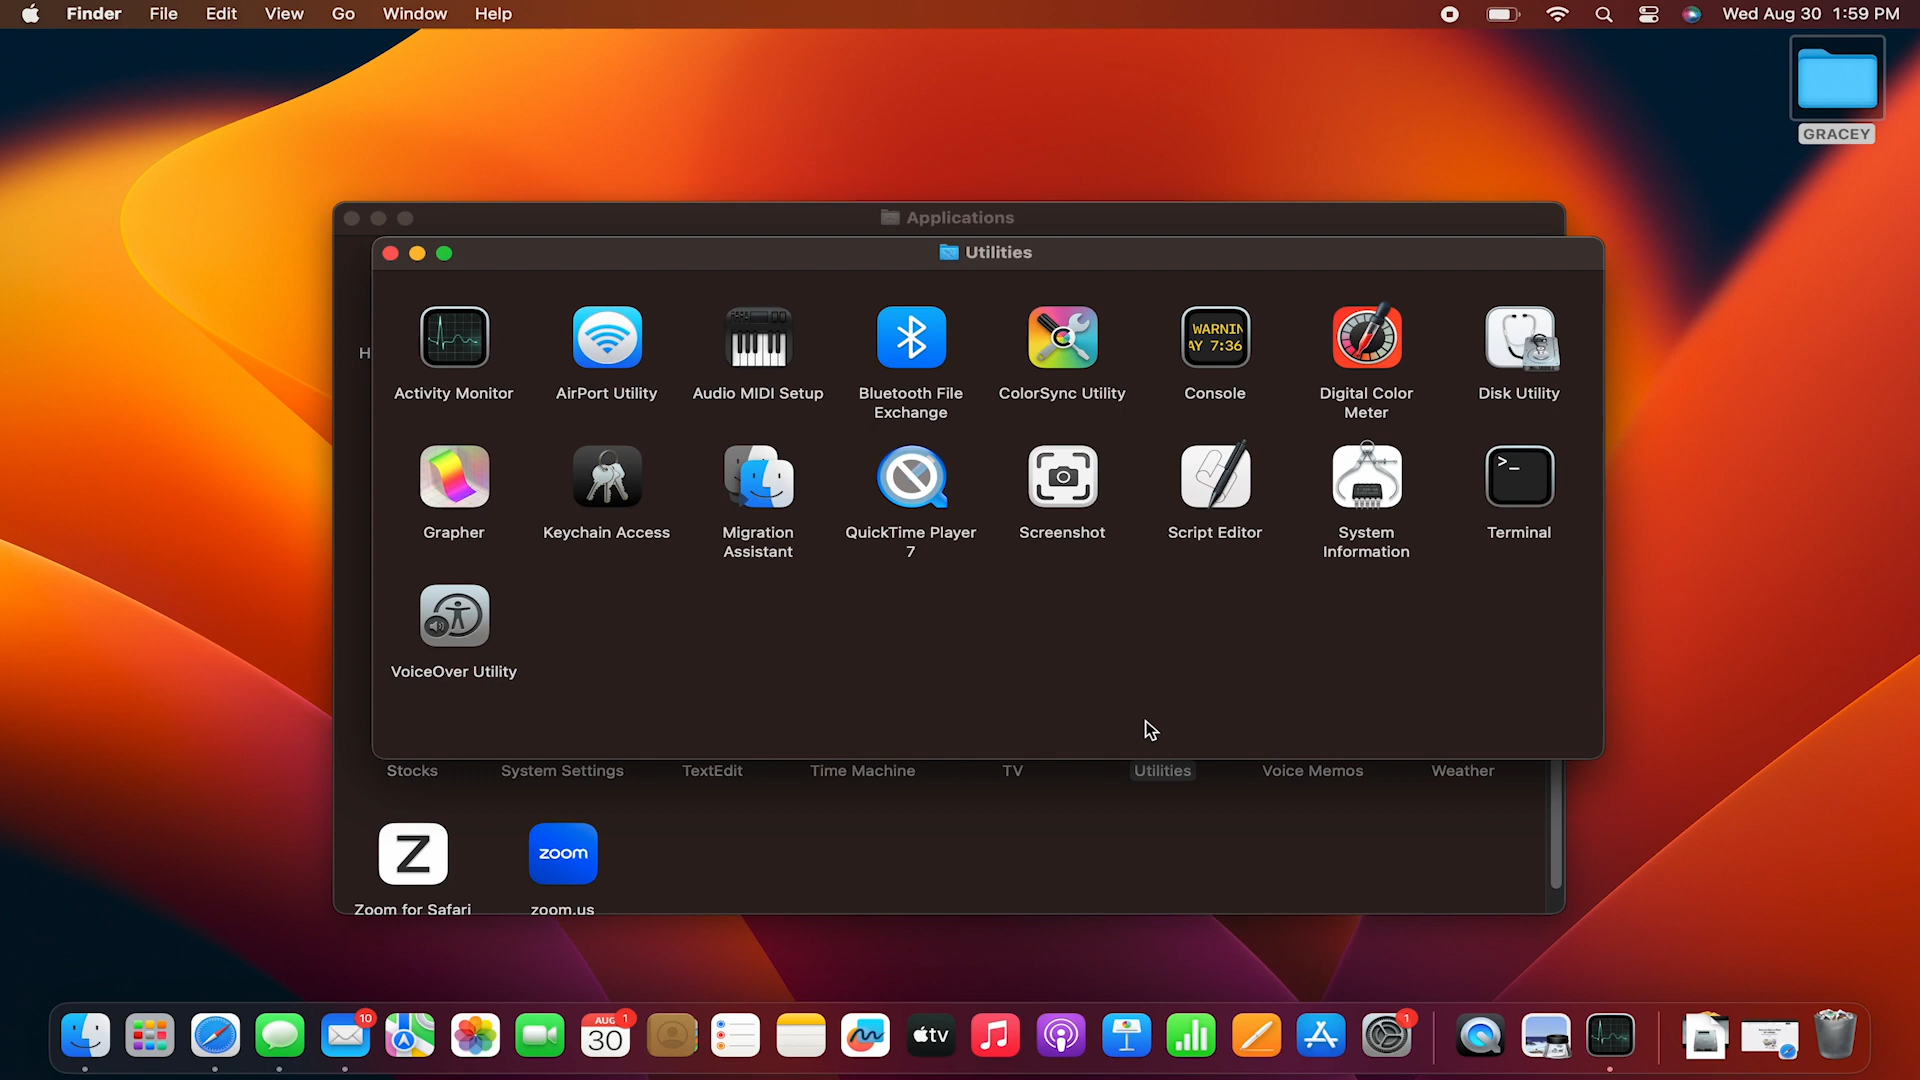 Finder File Edit View Go Window Help Wed Aug 30 1:59 PM
GRACEY
Applications
Utilities
H
WARNIN
AY 7:36
Activity Monitor AirPort Utility Audio MIDI Setup Bluetooth File ColorSync Utility Console Digital Color Disk Utility
Exchange Meter
>_
Grapher Keychain Access Migration QuickTime Player Screenshot Script Editor System Terminal
Assistant 7 Information
VoiceOver Utility
Stocks System Settings TextEdit Time Machine TV Utilities Voice Memos Weather
Z zoom
Zoom for Safari zoom.us
10 AUG 1 1
30 tv